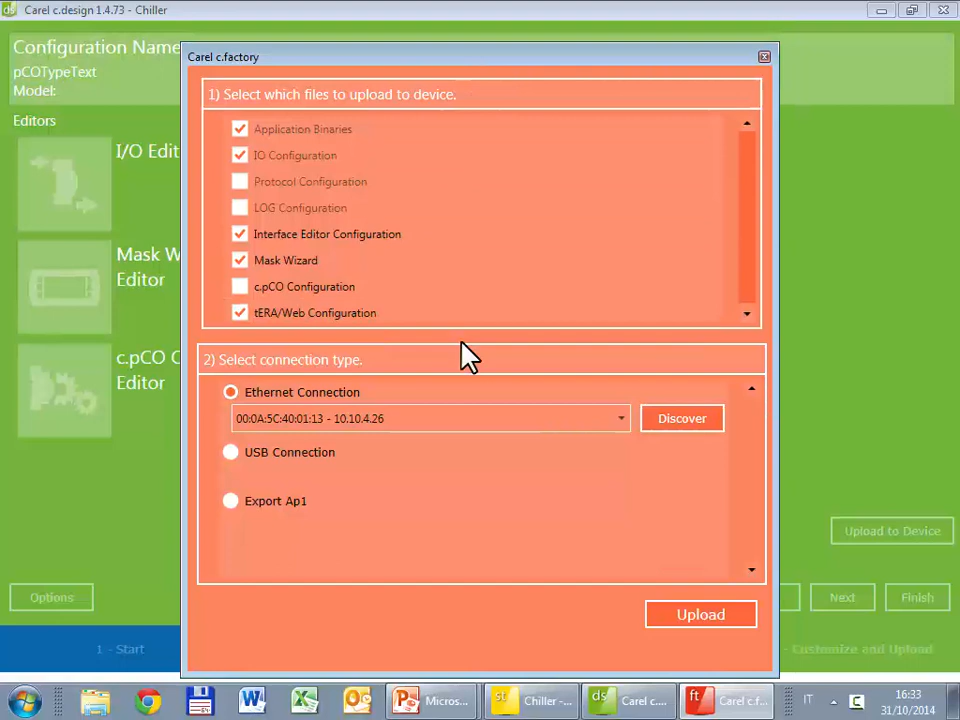 ds Carel c.design 1.4.73 - Chiller
Configuration Name
pCOTypeText
Model:
Editors
I/O Edit
Mask W
Editor
c.pCO C
Editor
Carel c.factory
1) Select which files to upload to device.
Application Binaries
IO Configuration
Protocol Configuration
LOG Configuration
Interface Editor Configuration
Mask Wizard
c.pCO Configuration
tERA/Web Configuration
2) Select connection type.
Ethernet Connection
00:0A:5C:40:01:13 - 10.10.4.26
Discover
USB Connection
Export Ap1
Upload
Upload to Device
Options
Next
Finish
1 - Start
- Customize and Upload
Micros...
st Chiller -...
ds Carel c....
ft Carel c.f...
IT
16:33
31/10/2014